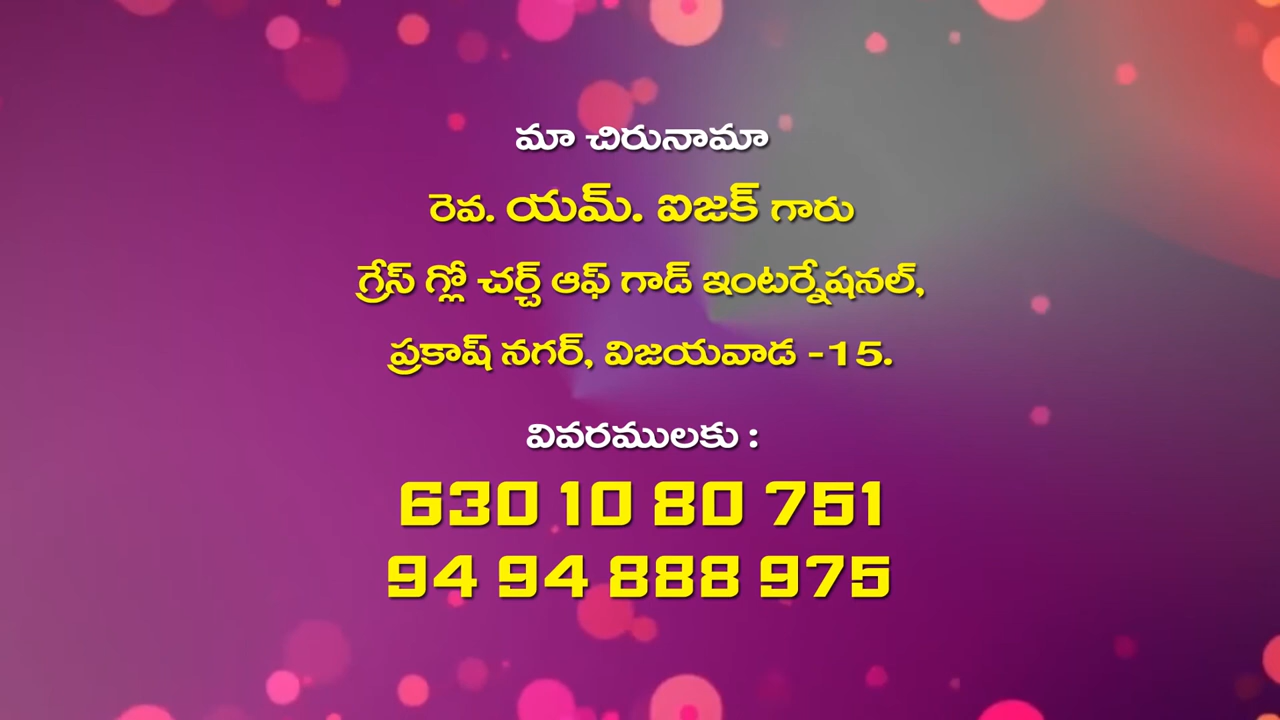 మా చిరునామా
రెవ. యమ్. ఐజక్ గారు
గ్రేస్ గ్లో చర్చ్ ఆఫ్ గాడ్ ఇంటర్నేషనల్,
ప్రకాష్ నగర్, విజయవాడ -15.
వివరములకు :
630 10 80 751
94 94 888 975